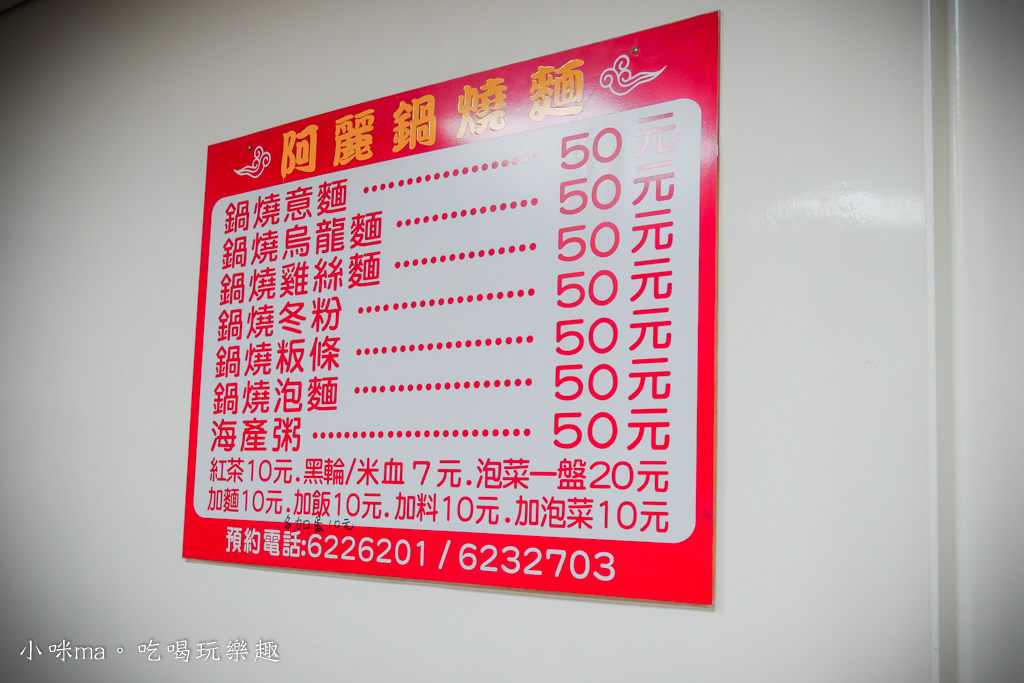 阿麗鍋燒麵
鍋燒意麵 50元
鍋燒烏龍麵 50元
鍋燒雞絲麵 50元
鍋燒冬粉 50元
鍋燒粄條 50元
鍋燒泡麵 50元
海產粥 50元
紅茶10元.黑輪/米血7元.泡菜一盤20元
加麵10元.加飯10元.加料10元.加泡菜10元
多加蛋10元
預約電話:6226201/6232703
小咪ma。吃喝玩樂趣